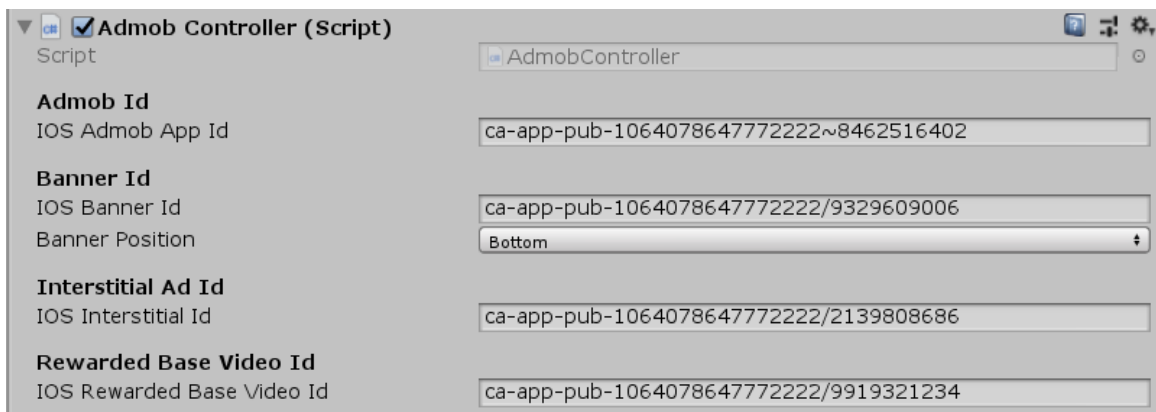 Admob Controller (Script)
Script AdmobController
Admob Id
IOS Admob App Id ca-app-pub-1064078647772222~8462516402
Banner Id
IOS Banner Id ca-app-pub-1064078647772222/9329609006
Banner Position Bottom
Interstitial Ad Id
IOS Interstitial Id ca-app-pub-1064078647772222/2139808686
Rewarded Base Video Id
IOS Rewarded Base Video Id ca-app-pub-1064078647772222/9919321234